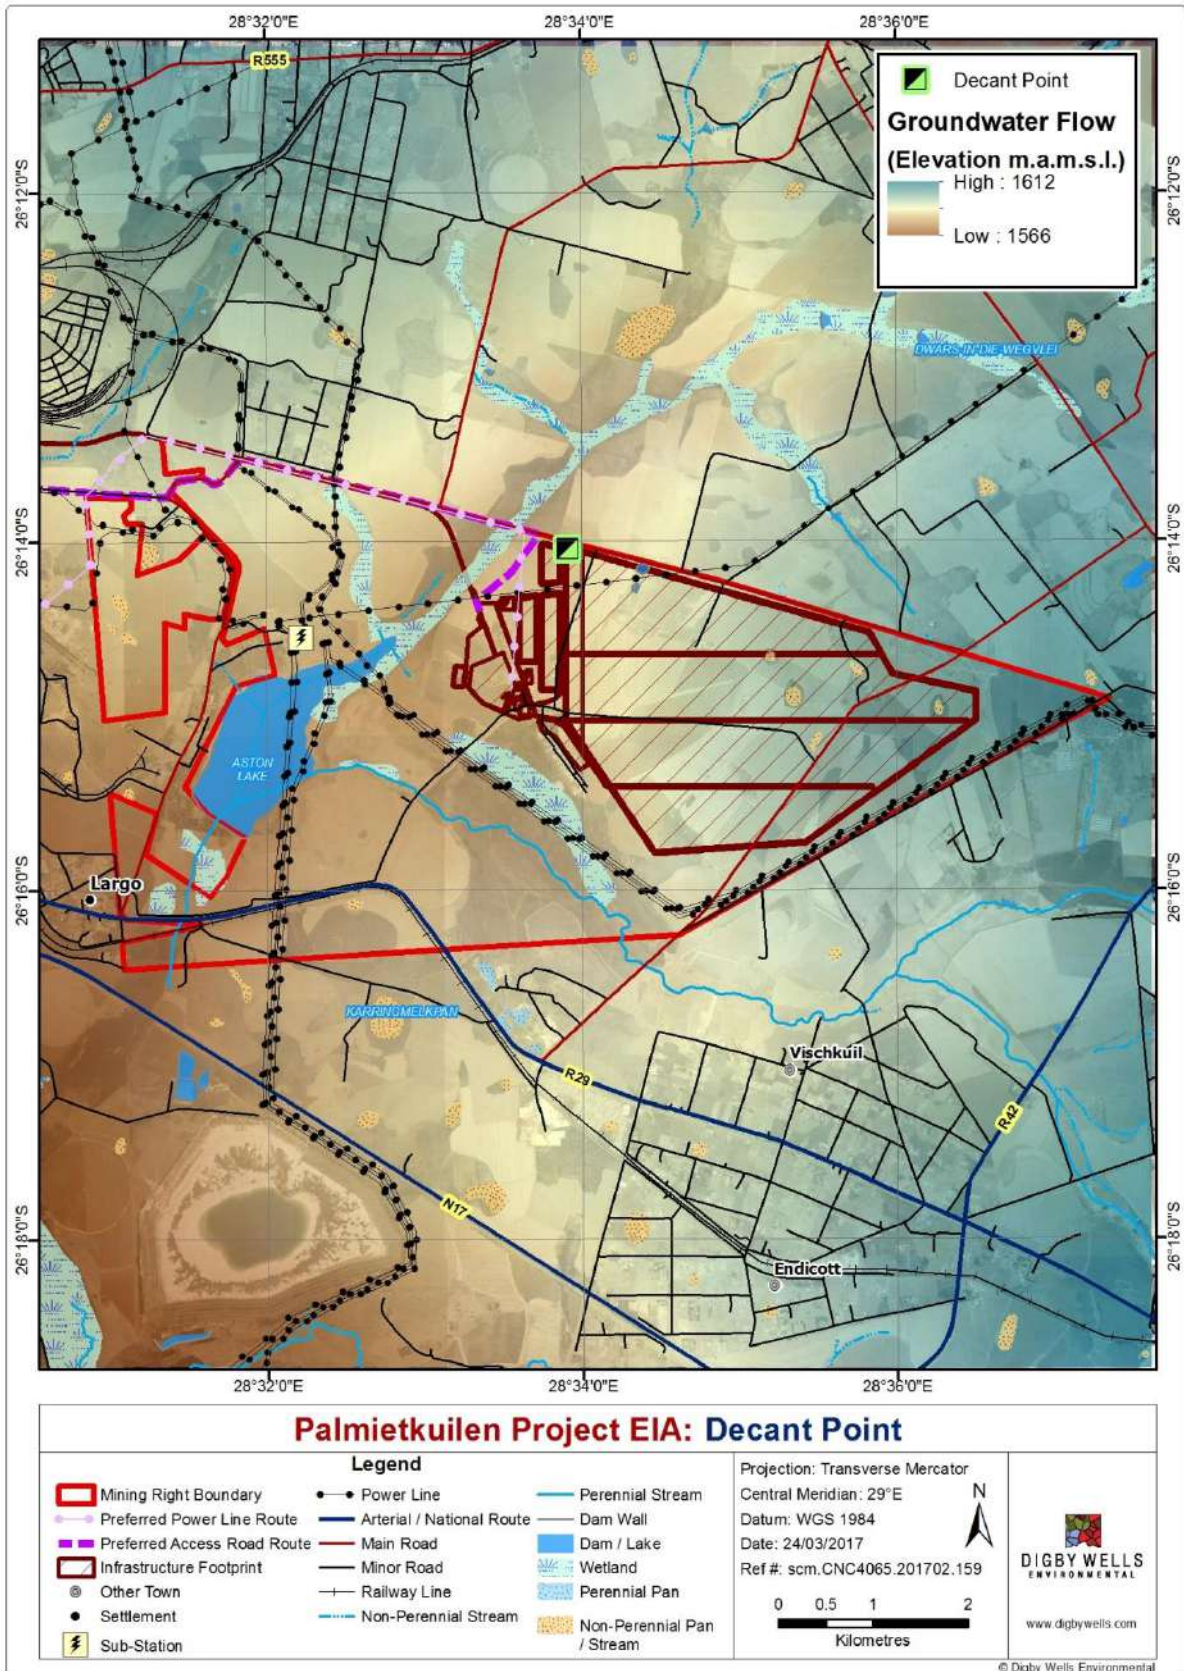 28°32'0"E
28°34'0"E
28°36'0"E
R555
Decant Point
Groundwater Flow
(Elevation m.a.m.s.l.)
High : 1612
Low : 1566
26°12'0"S
26°12'0"S
DWARS-IN-DIE-WEGVLEI
26°14'0"S
26°14'0"S
ASTON
LAKE
26°16'0"S
26°16'0"S
Largo
KARRINGMELKPAN
Vischkuil
R29
R42
N17
26°18'0"S
26°18'0"S
Endicott
28°32'0"E
28°34'0"E
28°36'0"E
Palmietkuilen Project EIA: Decant Point
Legend
Mining Right Boundary
Preferred Power Line Route
Preferred Access Road Route
Infrastructure Footprint
Other Town
Settlement
Sub-Station
Power Line
Arterial / National Route
Main Road
Minor Road
Railway Line
Non-Perennial Stream
Perennial Stream
Dam Wall
Dam / Lake
Wetland
Perennial Pan
Non-Perennial Pan
/ Stream
Projection: Transverse Mercator
Central Meridian: 29°E
Datum: WGS 1984
Date: 24/03/2017
Ref #: scm.CNC4065.201702.159
N
0 0.5 1 2
Kilometres
DIGBY WELLS
ENVIRONMENTAL
www.digbywells.com
© Digby Wells Environmental